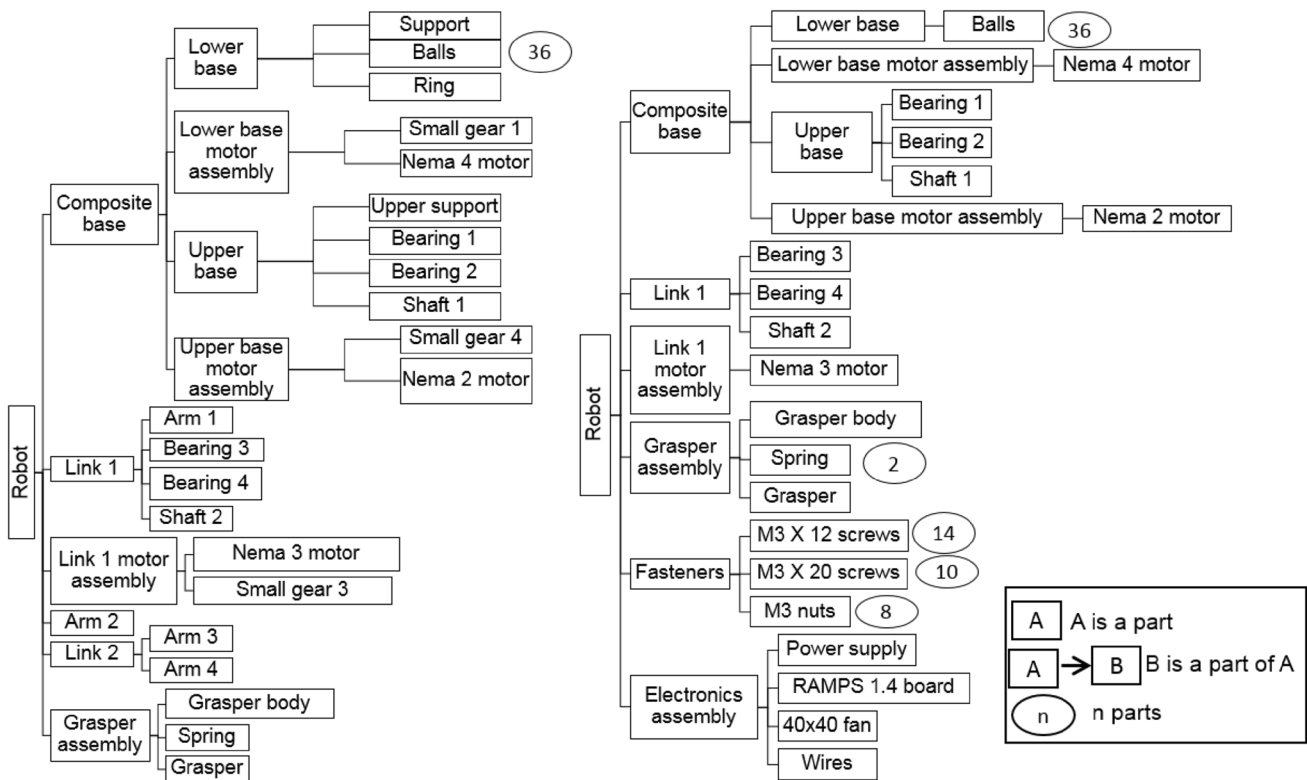 Robot
Composite
base
Lower
base
Support
Balls
36
Ring
Lower base
motor
assembly
Small gear 1
Nema 4 motor
Upper
base
Upper support
Bearing 1
Bearing 2
Shaft 1
Upper base
motor
assembly
Small gear 4
Nema 2 motor
Link 1
Arm 1
Bearing 3
Bearing 4
Shaft 2
Link 1 motor
assembly
Nema 3 motor
Small gear 3
Arm 2
Link 2
Arm 3
Arm 4
Grasper
assembly
Grasper body
Spring
Grasper
Robot
Composite
base
Lower base
Balls
36
Lower base motor assembly
Nema 4 motor
Upper
base
Bearing 1
Bearing 2
Shaft 1
Upper base motor assembly
Nema 2 motor
Link 1
Bearing 3
Bearing 4
Shaft 2
Link 1
motor
assembly
Nema 3 motor
Grasper
assembly
Grasper body
Spring
2
Grasper
Fasteners
M3 X 12 screws
14
M3 X 20 screws
10
M3 nuts
8
Electronics
assembly
Power supply
RAMPS 1.4 board
40x40 fan
Wires
A A is a part
A B B is a part of A
n n parts